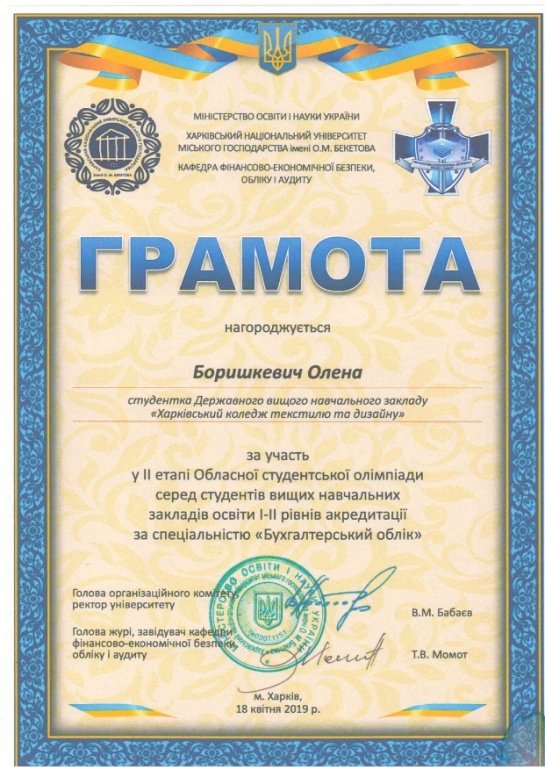 МІНІСТЕРСТВО ОСВІТИ І НАУКИ УКРАЇНИ
ХАРКІВСЬКИЙ НАЦІОНАЛЬНИЙ УНІВЕРСИТЕТ
МІСЬКОГО ГОСПОДАРСТВА імені О.М. БЕКЕТОВА
КАФЕДРА ФІНАНСОВО-ЕКОНОМІЧНОЇ БЕЗПЕКИ,
ОБЛІКУ І АУДИТУ
ГРАМОТА
нагороджується
Боришкевич Олена
студентка Державного вищого навчального закладу
«Харківський коледж текстилю та дизайну»
за участь
у ІІ етапі Обласної студентської олімпіади
серед студентів вищих навчальних
закладів освіти І-ІІ рівнів акредитації
за спеціальністю «Бухгалтерський облік»
Голова організаційного комітету,
ректор університету
В.М. Бабаєв
Голова журі, завідувач кафедри
фінансово-економічної безпеки,
обліку і аудиту
Т.В. Момот
м. Харків,
18 квітня 2019 р.